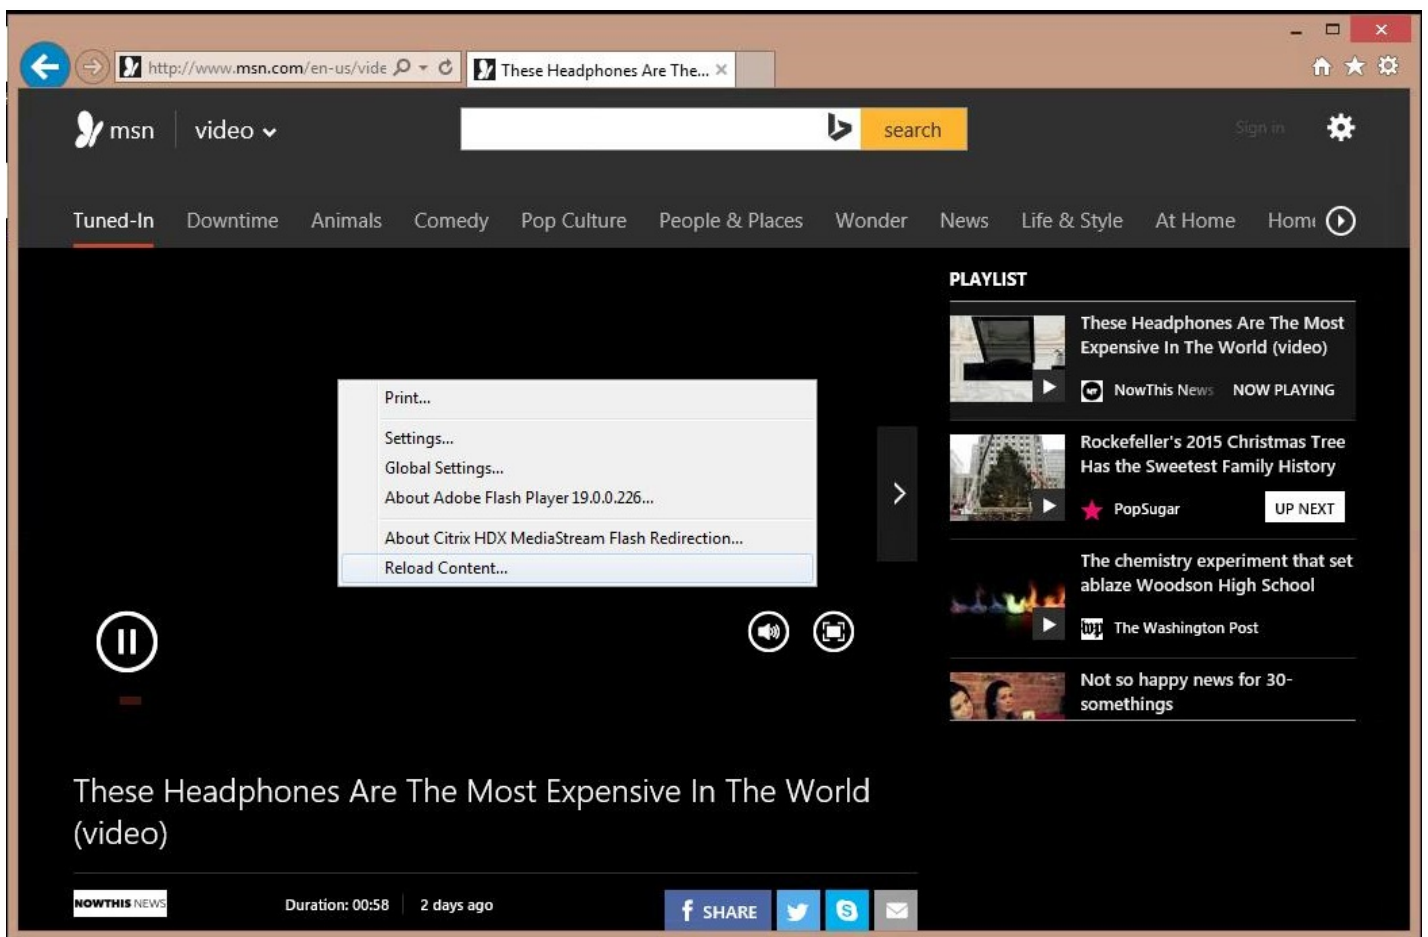 http://www.msn.com/en-us/vide
These Headphones Are The...
msn
video
search
Sign in
Tuned-In Downtime Animals Comedy Pop Culture People & Places Wonder News Life & Style At Home Home
PLAYLIST
These Headphones Are The Most
Expensive In The World (video)
NowThis News NOW PLAYING
Rockefeller's 2015 Christmas Tree
Has the Sweetest Family History
PopSugar UP NEXT
The chemistry experiment that set
ablaze Woodson High School
wp The Washington Post
Not so happy news for 30-
somethings
Print...
Settings...
Global Settings...
About Adobe Flash Player 19.0.0.226...
About Citrix HDX MediaStream Flash Redirection...
Reload Content...
These Headphones Are The Most Expensive In The World
(video)
NOWTHIS NEWS
Duration: 00:58 2 days ago
f SHARE